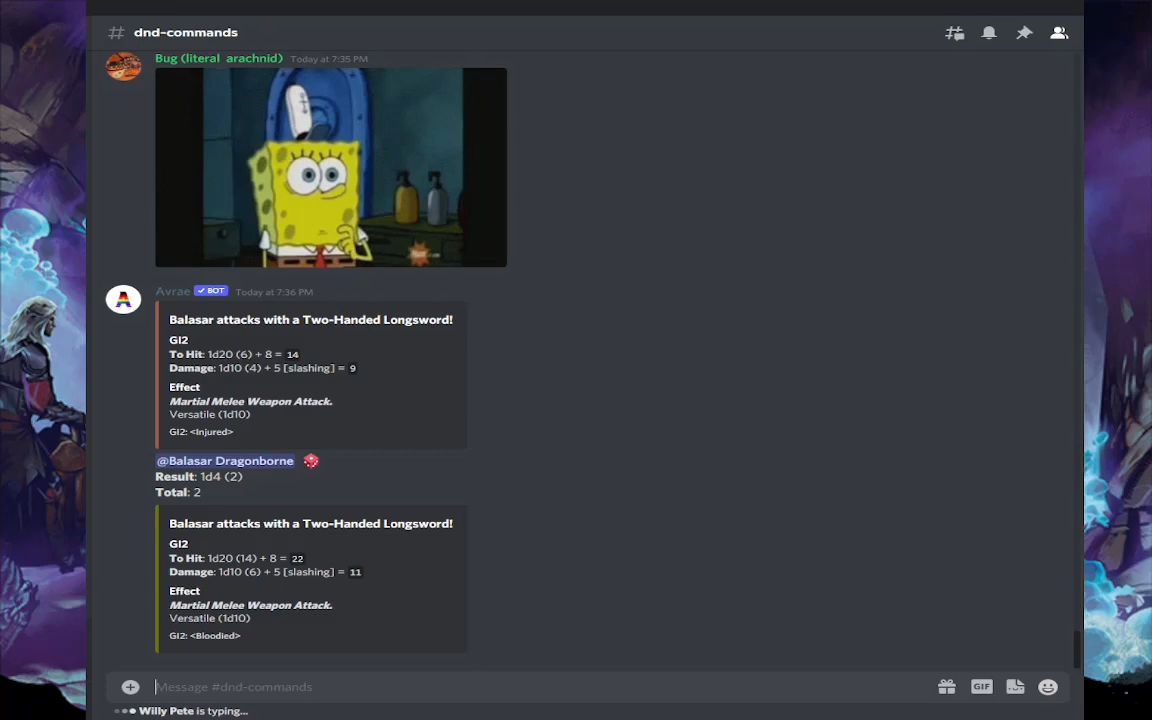 dnd-commands
Bug (literal arachnid) Today at 7:35 PM
A
Avrae BOT Today at 7:36 PM
Balasar attacks with a Two-Handed Longsword!
GI2
To Hit: 1d20 (6) + 8 = 14
Damage: 1d10 (4) + 5 [slashing] = 9
Effect
Martial Melee Weapon Attack.
Versatile (1d10)
GI2: <Injured>
@Balasar Dragonborne
Result: 1d4 (2)
Total: 2
Balasar attacks with a Two-Handed Longsword!
GI2
To Hit: 1d20 (14) + 8 = 22
Damage: 1d10 (6) + 5 [slashing] = 11
Effect
Martial Melee Weapon Attack.
Versatile (1d10)
GI2: <Bloodied>
Message #dnd-commands
GIF
Willy Pete is typing...